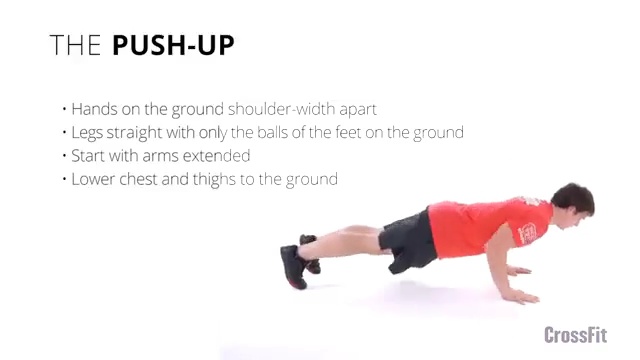 THE PUSH-UP
• Hands on the ground shoulder-width apart
• Legs straight with only the balls of the feet on the ground
• Start with arms extended
• Lower chest and thighs to the ground
CrossFit